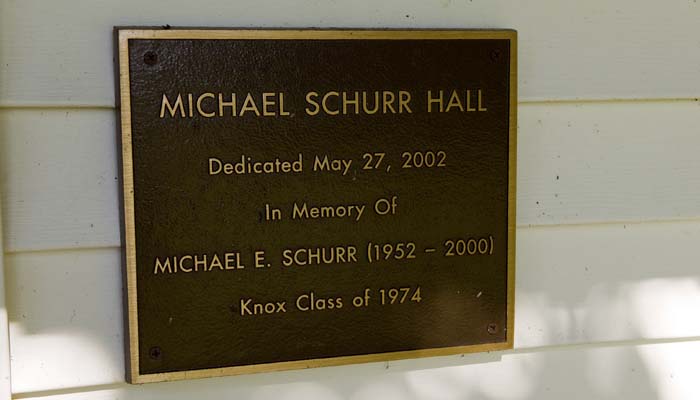 MICHAEL SCHURR HALL
Dedicated May 27, 2002
In Memory Of
MICHAEL E. SCHURR (1952 – 2000)
Knox Class of 1974